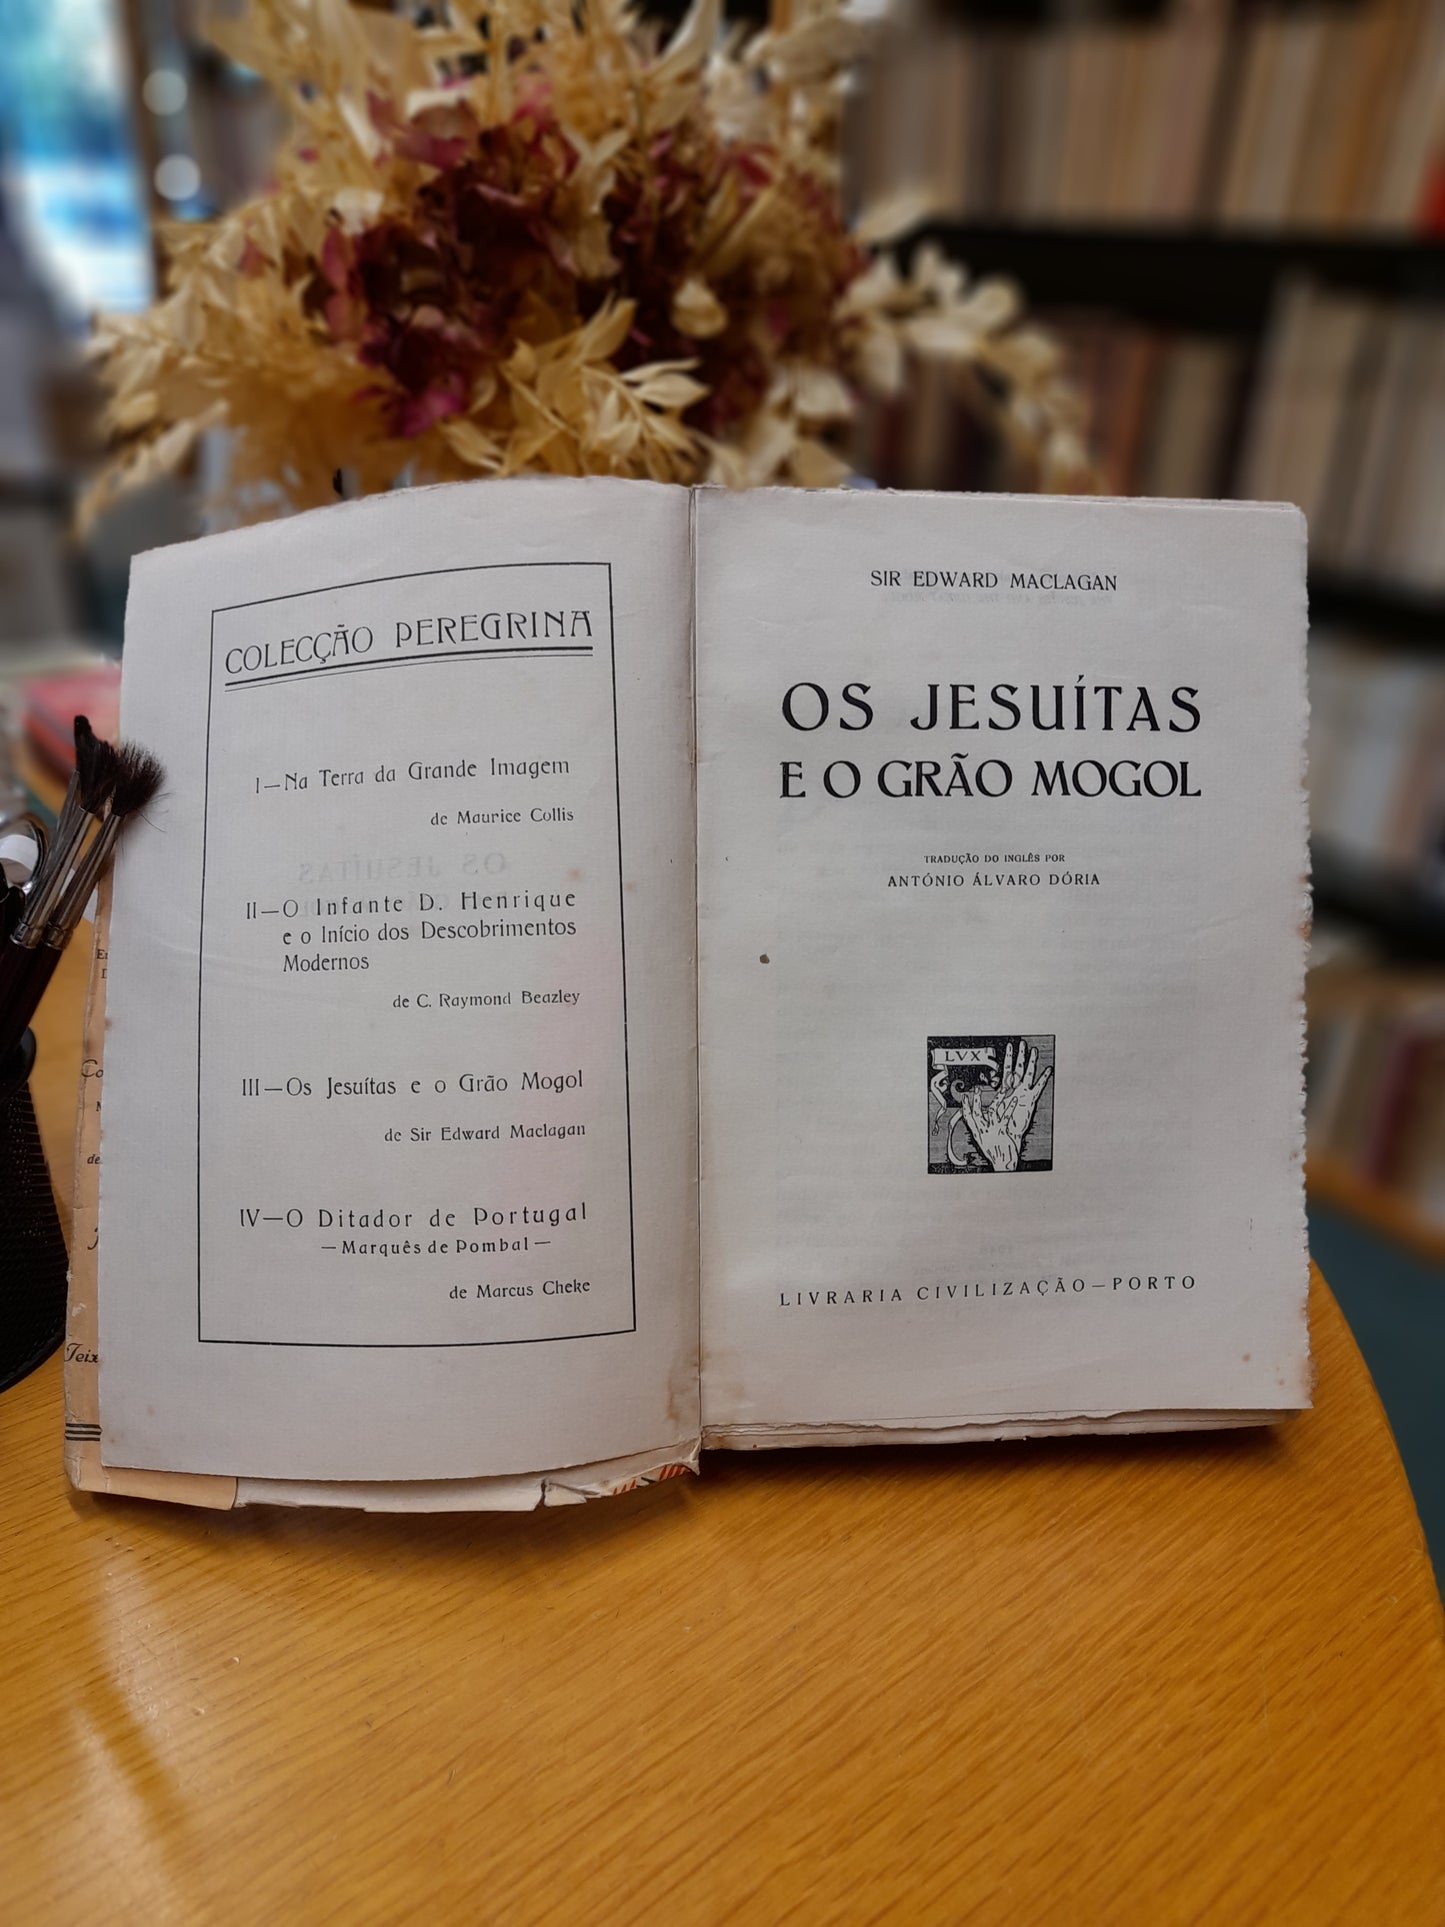 COLECÇÃO PEREGRINA
I—Na Terra da Grande Imagem
de Maurice Collis
II—O Infante D. Henrique
e o Início dos Descobrimentos
Modernos
de C. Raymond Beazley
III—Os Jesuítas e o Grão Mogol
de Sir Edward Maclagan
IV—O Ditador de Portugal
—Marquês de Pombal—
de Marcus Cheke
SIR EDWARD MACLAGAN
OS JESUÍTAS
E O GRÃO MOGOL
TRADUÇÃO DO INGLÊS POR
ANTÓNIO ÁLVARO DÓRIA
LVX
LIVRARIA CIVILIZAÇÃO—PORTO